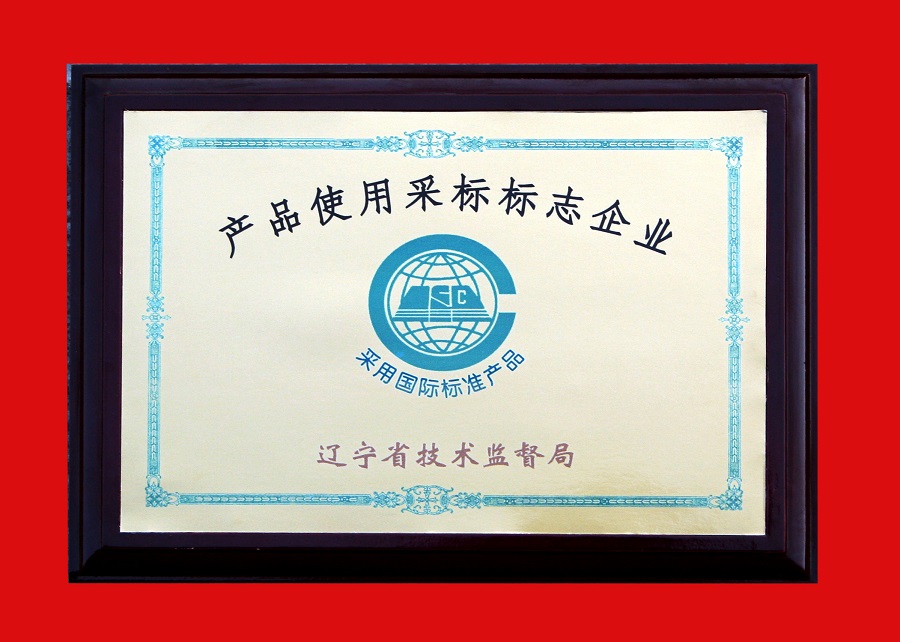 产品使用采标标志企业
采用国际标准产品
辽宁省技术监督局